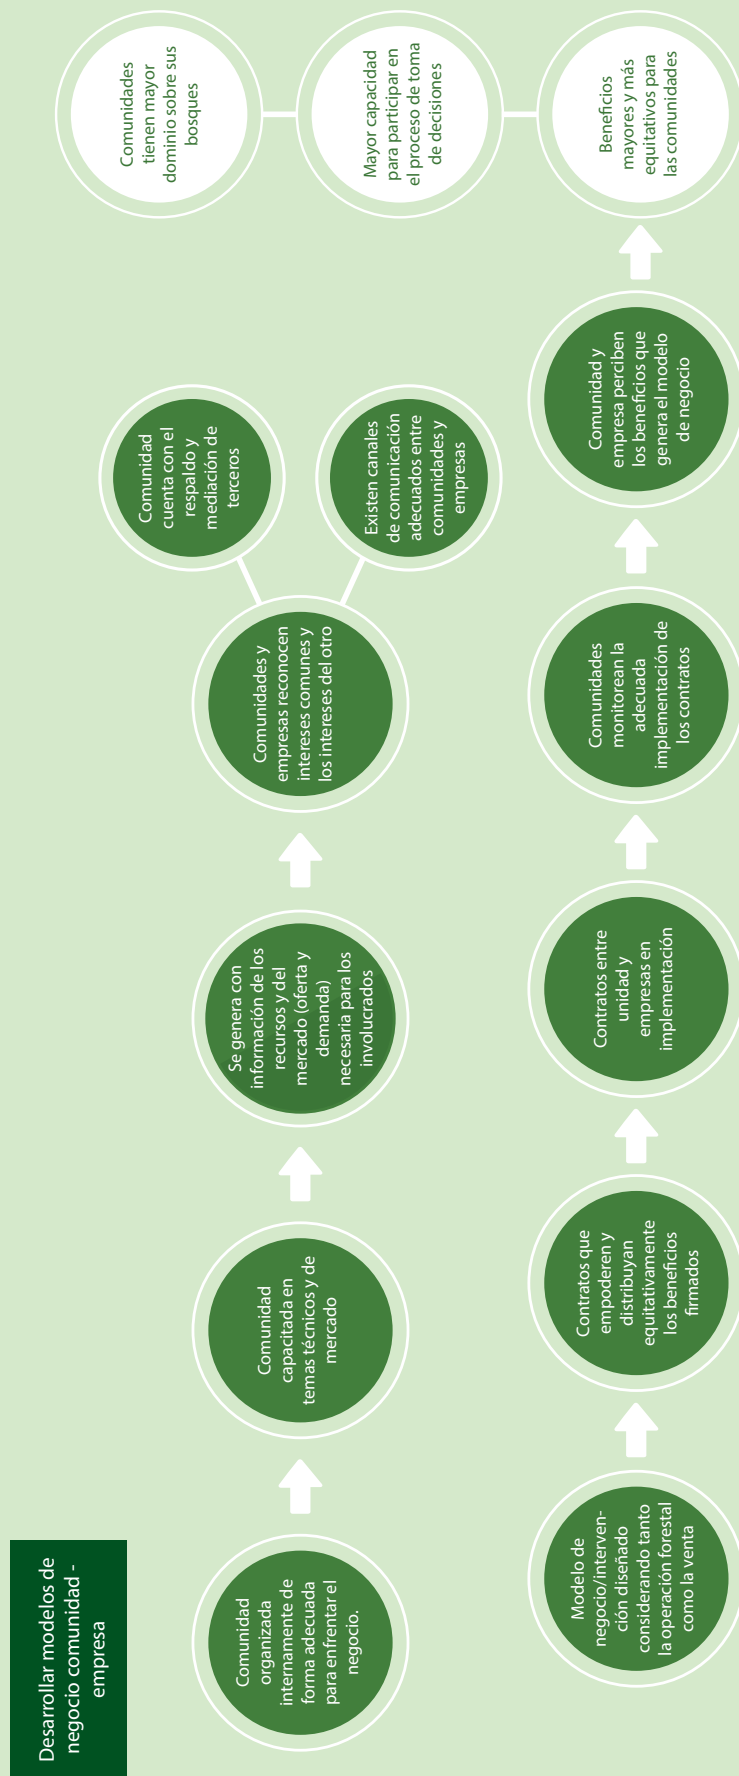 Desarrollar modelos de
negocio comunidad -
empresa
Comunidad
organizada
internamente de
forma adecuada
para enfrentar el
negocio.
Comunidad
capacitada en
temas técnicos y de
mercado
Se genera con
información de los
recursos y del
mercado (oferta y
demanda)
necesaria para los
involucrados
Comunidades y
empresas reconocen
intereses comunes y
los intereses del otro
Comunidad
cuenta con el
respaldo y
mediación de
terceros
Existen canales
de comunicación
adecuados entre
comunidades y
empresas
Modelo de
negocio/interven-
ción diseñado
considerando tanto
la operación forestal
como la venta
Contratos que
empoderen y
distribuyan
equitativamente
los beneficios
firmados
Contratos entre
unidad y
empresas en
implementación
Comunidades
monitorean la
adecuada
implementación de
los contratos
Comunidad y
empresa perciben
los beneficios que
genera el modelo
de negocio
Comunidades
tienen mayor
dominio sobre sus
bosques
Mayor capacidad
para participar en
el proceso de toma
de decisiones
Beneficios
mayores y más
equitativos para
las comunidades